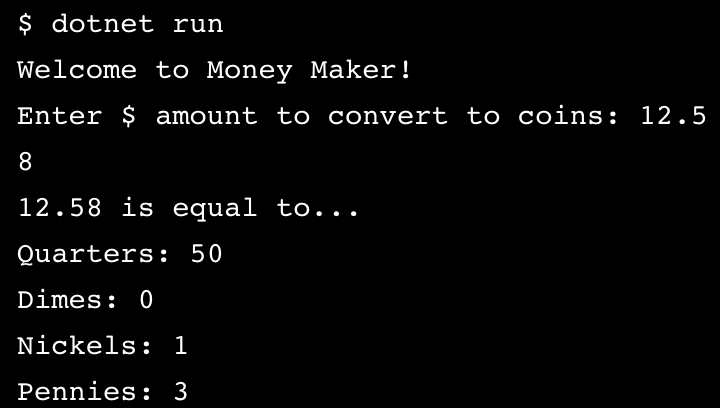 $ dotnet run
Welcome to Money Maker!
Enter $ amount to convert to coins: 12.5
8
12.58 is equal to...
Quarters: 50
Dimes: 0
Nickels: 1
Pennies: 3